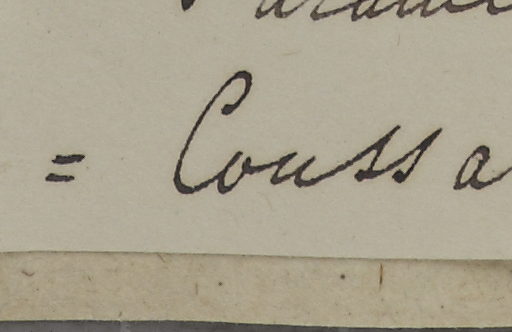 = Coussa